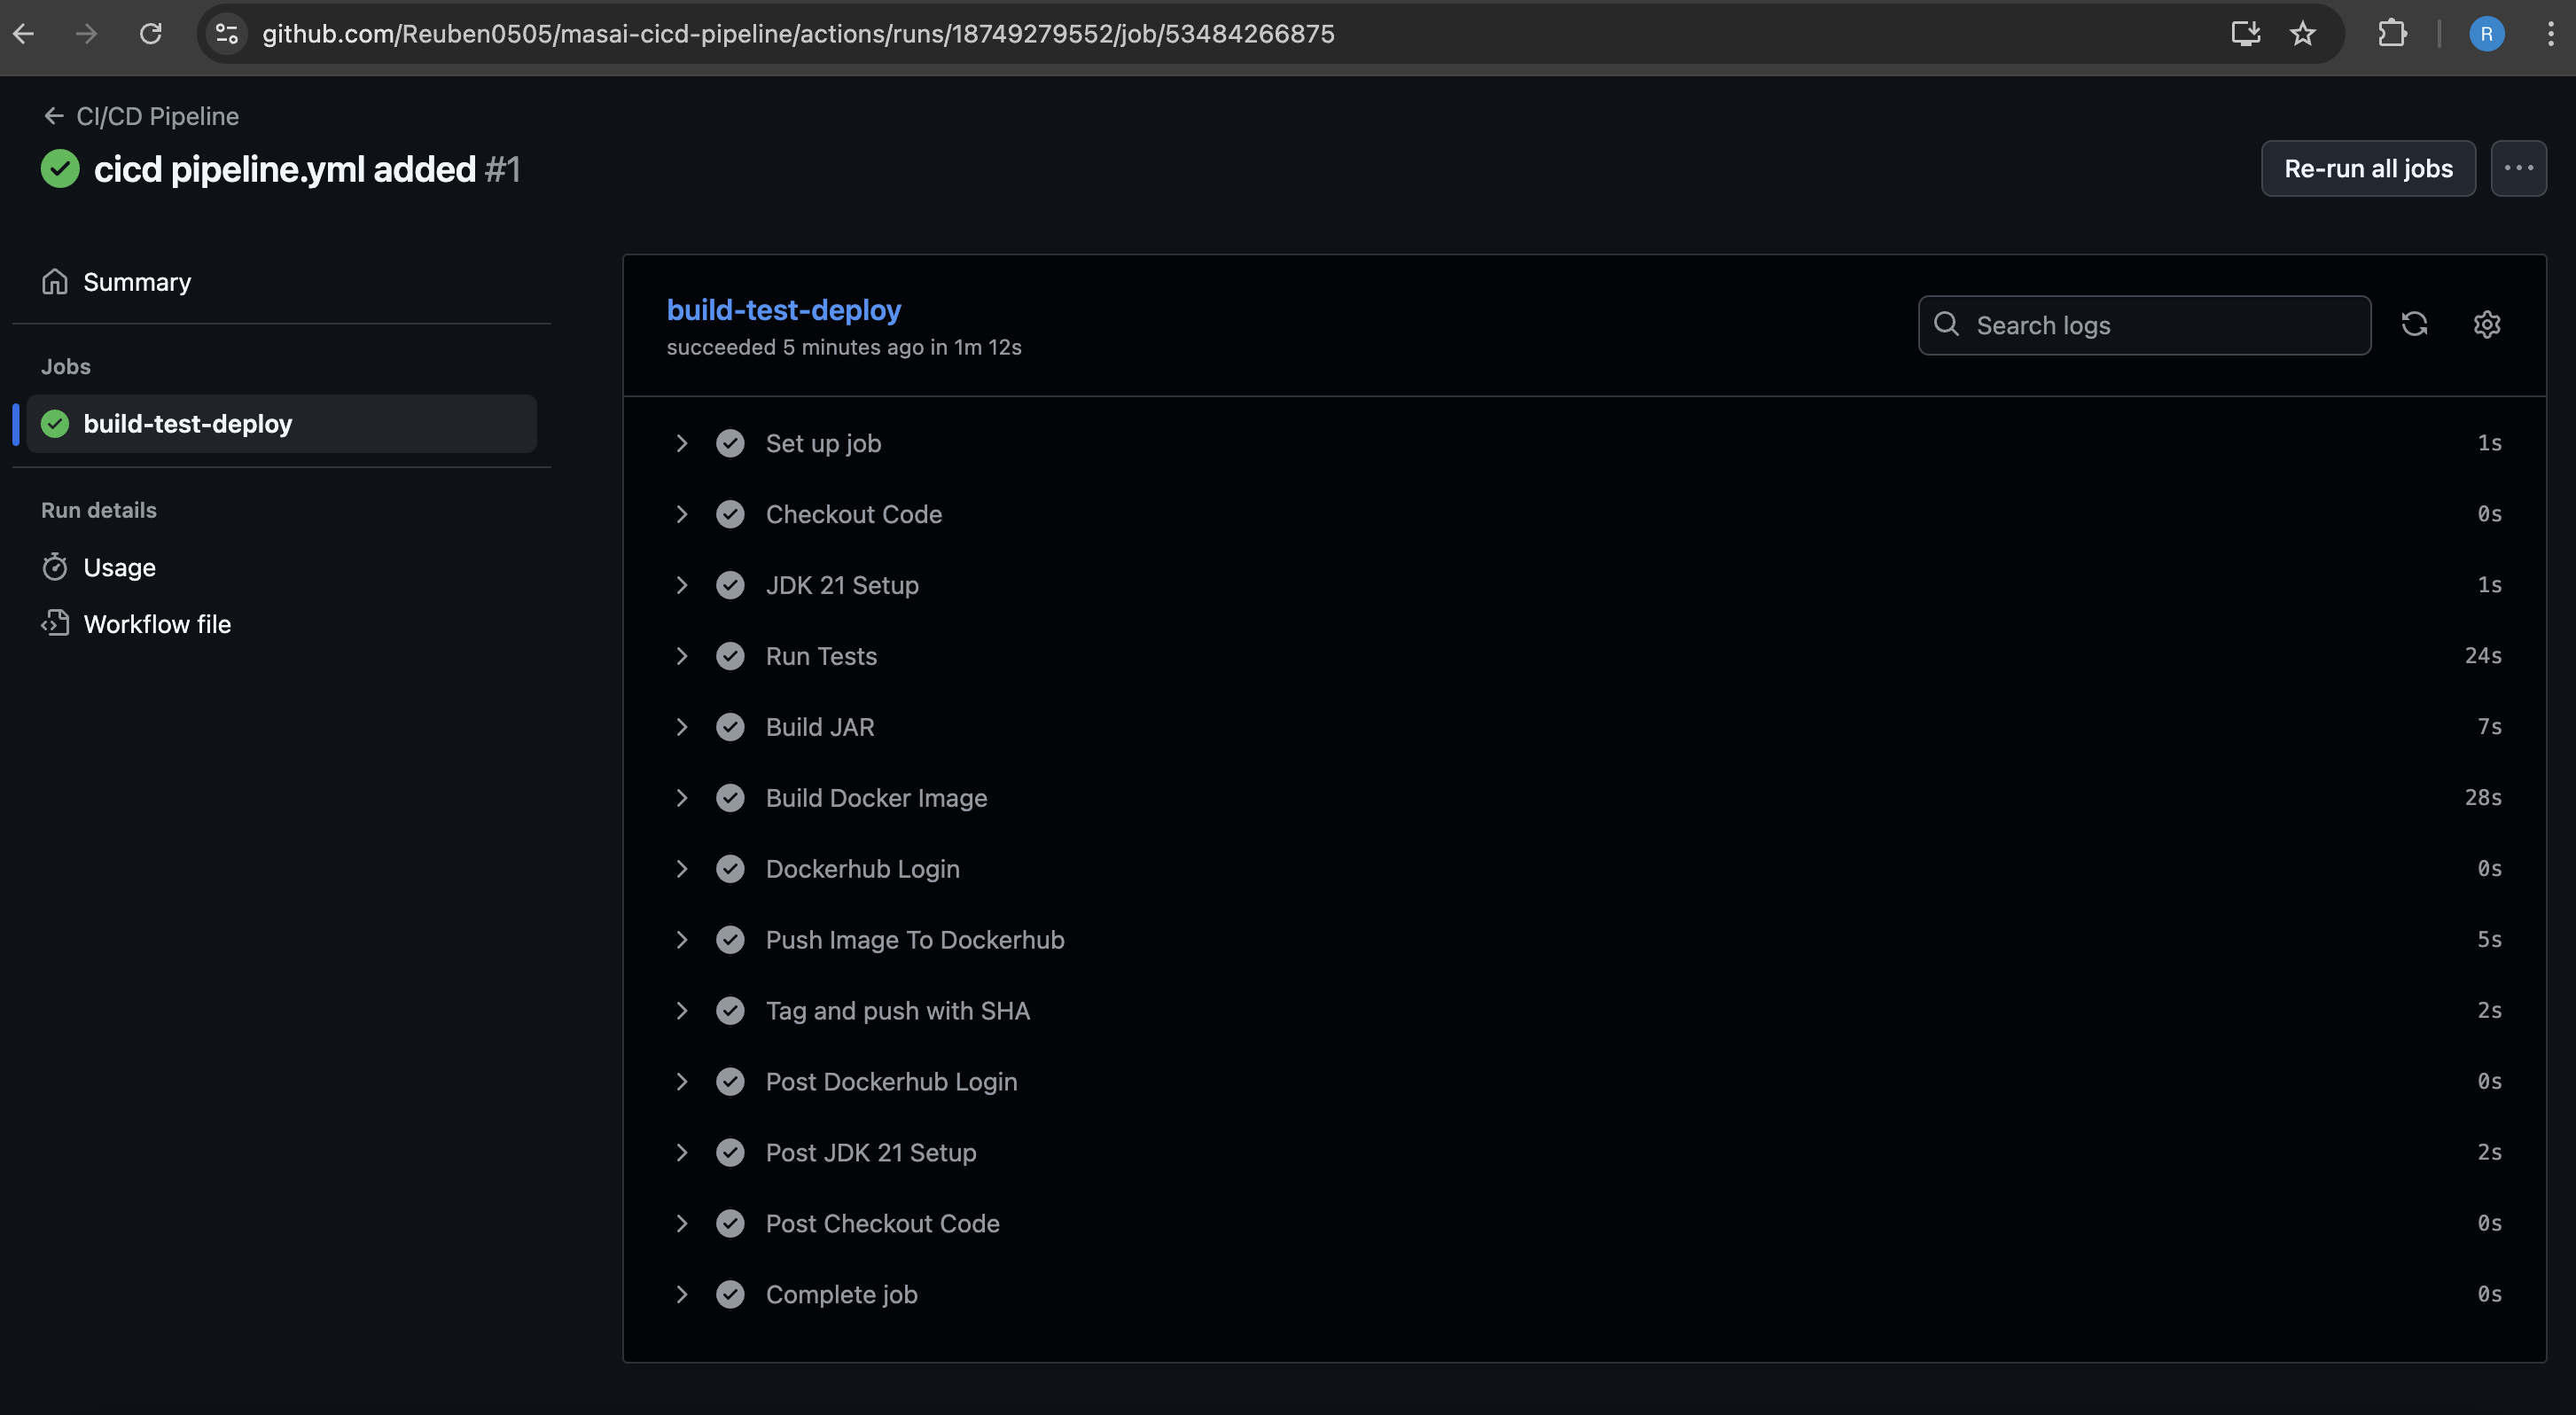 github.com/Reuben0505/masai-cicd-pipeline/actions/runs/18749279552/job/53484266875
R
CI/CD Pipeline
cicd pipeline.yml added #1
Re-run all jobs
Summary
Jobs
build-test-deploy
Run details
Usage
Workflow file
build-test-deploy
succeeded 5 minutes ago in 1m 12s
Search logs
Set up job 1s
Checkout Code 0s
JDK 21 Setup 1s
Run Tests 24s
Build JAR 7s
Build Docker Image 28s
Dockerhub Login 0s
Push Image To Dockerhub 5s
Tag and push with SHA 2s
Post Dockerhub Login 0s
Post JDK 21 Setup 2s
Post Checkout Code 0s
Complete job 0s